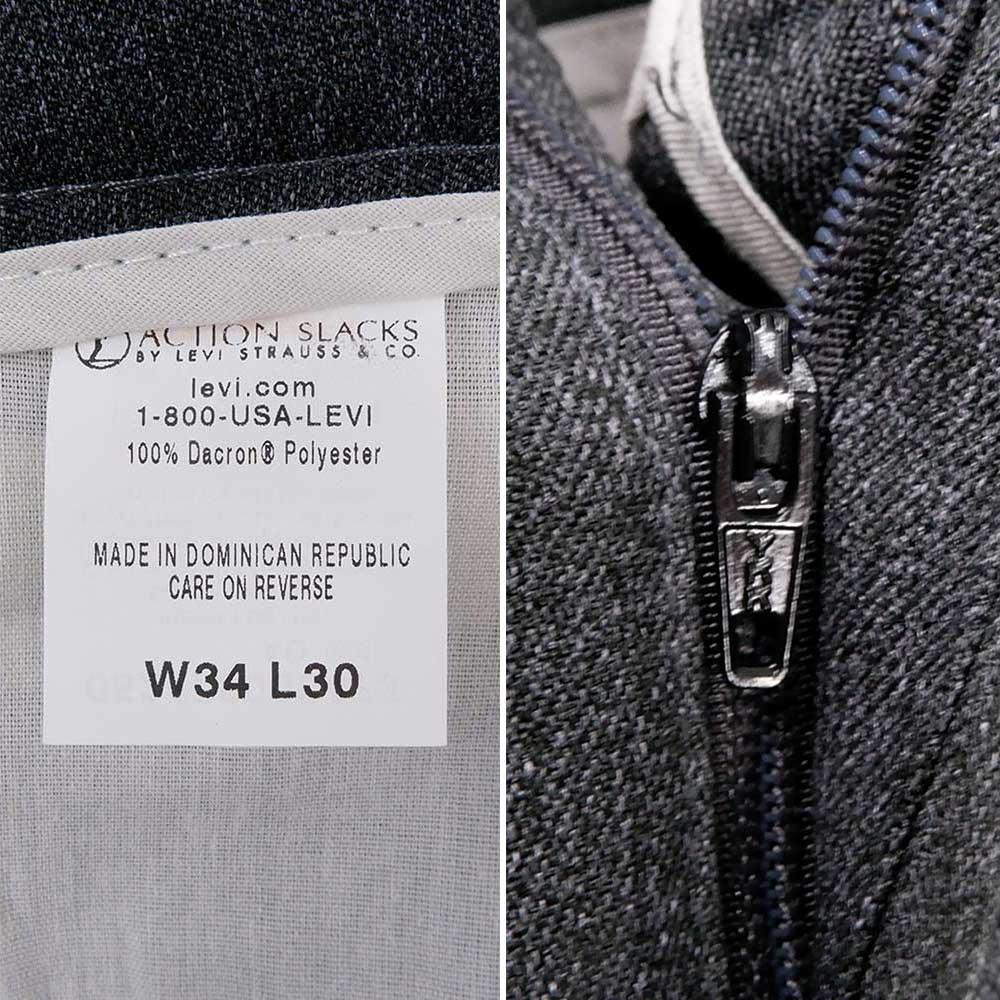 ACTION SLACKS
BY LEVI STRAUSS & CO.
levi.com
1-800-USA-LEVI
100% Dacron® Polyester
MADE IN DOMINICAN REPUBLIC
CARE ON REVERSE
W34 L30
YKK